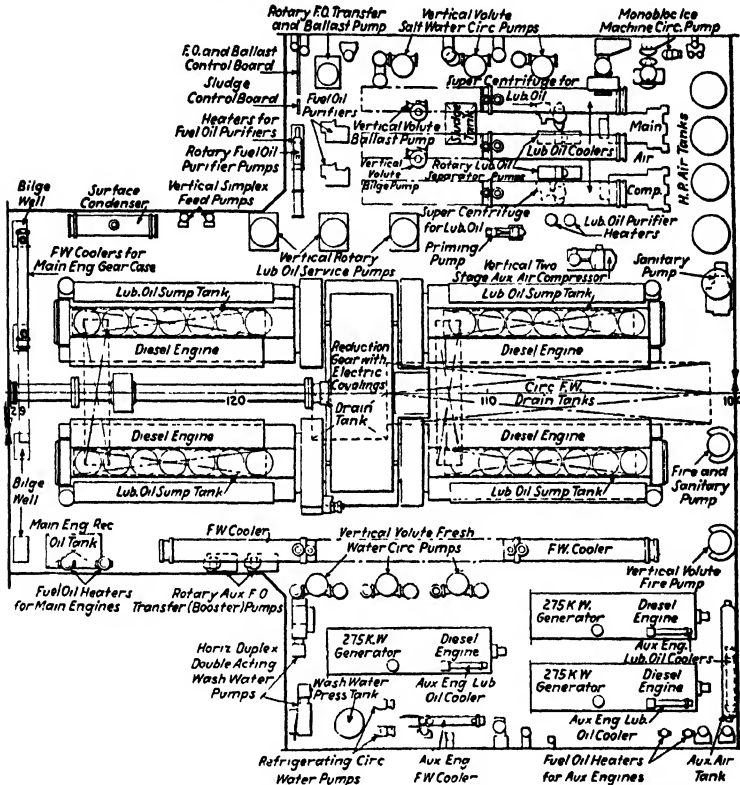 Rotary F.O. Transfer
and Ballast Pump
Vertical Volute
Salt Water Circ Pumps
Monobloc Ice
Machine Circ. Pump
F.O. and Ballast
Control Board
Sludge
Control Board
Heaters for
Fuel Oil Purifiers
Rotary Fuel Oil
Purifier Pumps
Fuel Oil
Purifiers
Vertical Volute
Ballast Pump
Sludge
Tank
Super Centrifuge for
Lub. Oil
Main
Air
Comp.
H.P. Air Tanks
Lub Oil Coolers
Vertical
Volute
Bilge Pump
Rotary Lub Oil
Separator Pumps
Super Centrifuge
for Lub. Oil
Lub. Oil Purifier
Heaters
Priming
Pump
Vertical Two
Stage Aux Air Compressor
Sanitary
Pump
Bilge
Well
Surface
Condenser
Vertical Simplex
Feed Pumps
FW Coolers for
Main Eng Gear Case
Vertical Rotary
Lub Oil Service Pumps
Lub. Oil Sump Tank
Diesel Engine
Lub Oil Sump Tank
Diesel Engine
Reduction
Gear with
Electric
Couplings
Drain
Tank
Circ F.W.
Drain Tanks
120
110
Diesel Engine
Lub. Oil Sump Tank
Diesel Engine
Lub Oil Sump Tank
Fire and
Sanitary
Pump
Bilge
Well
Main Eng Rec
Oil Tank
FW Cooler
Vertical Volute Fresh
Water Circ Pumps
F.W. Cooler
Vertical Volute
Fire Pump
Fuel Oil Heaters
for Main Engines
Rotary Aux F O
Transfer (Booster) Pumps
Horiz Duplex
Double Acting
Wash Water
Pumps
275 K.W
Generator
Diesel
Engine
Aux Eng Lub
Oil Cooler
275 K W.
Generator
Diesel
Engine
Aux Eng.
Lub. Oil Coolers
275 K.W
Generator
Diesel
Engine
Aux Eng Lub.
Oil Cooler
Wash Water
Press Tank
Refrigerating Circ
Water Pumps
Aux Eng
FW Cooler
Fuel Oil Heaters
for Aux Engines
Aux. Air
Tank